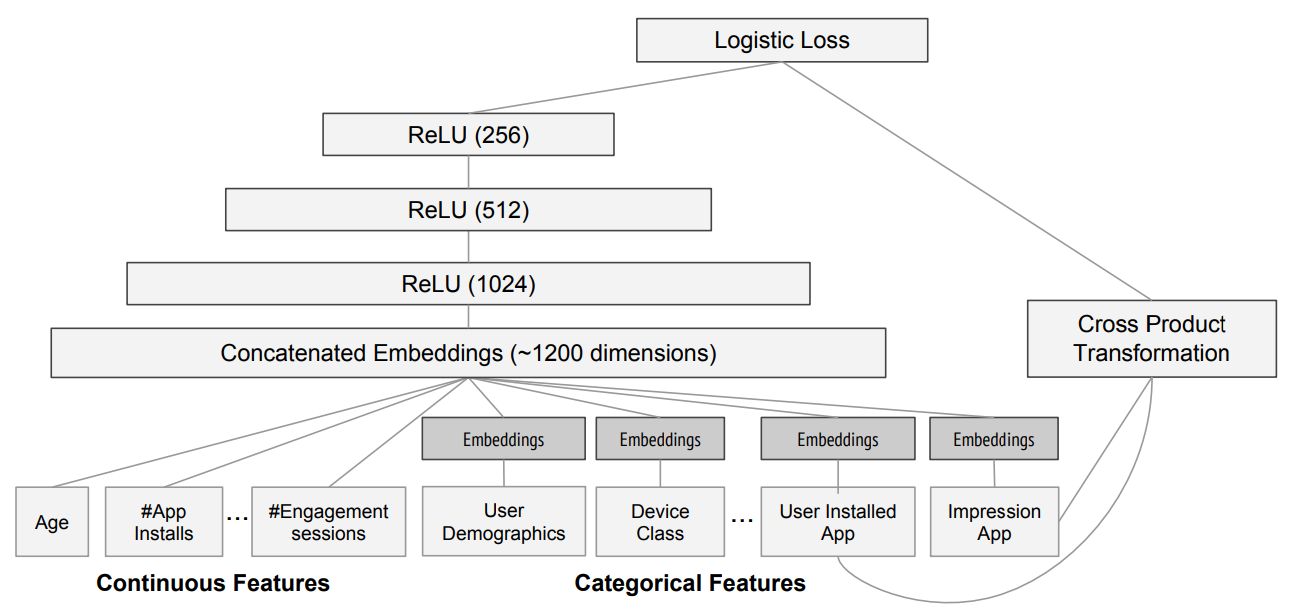 Logistic Loss
ReLU (256)
ReLU (512)
ReLU (1024)
Concatenated Embeddings (~1200 dimensions)
Cross Product
Transformation
Embeddings
Embeddings
Embeddings
Embeddings
Age
#App
Installs
...
#Engagement
sessions
User
Demographics
Device
Class
...
User Installed
App
Impression
App
Continuous Features
Categorical Features